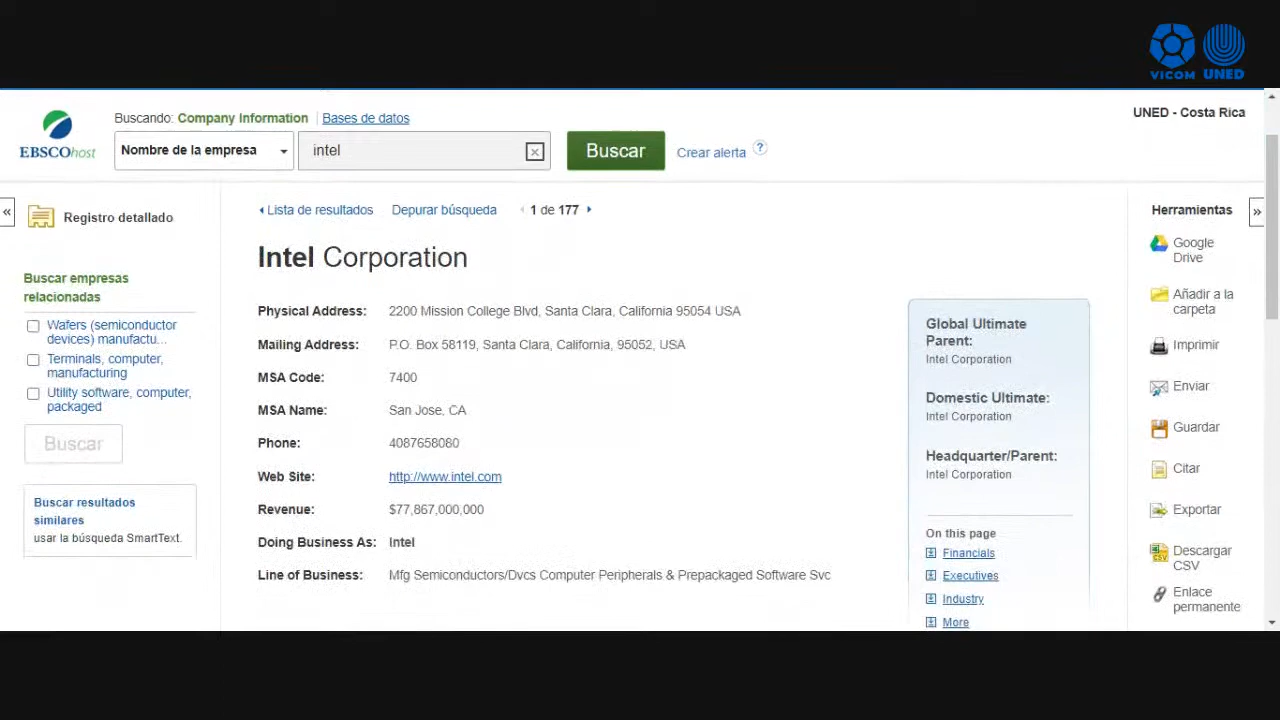 VICOM UNED
EBSCOhost
Buscando: Company Information | Bases de datos
UNED - Costa Rica
Nombre de la empresa
intel
Buscar
Crear alerta
?
«
Registro detallado
Lista de resultados
Depurar búsqueda
1 de 177
Herramientas
»
Buscar empresas
relacionadas
Wafers (semiconductor
devices) manufactu...
Terminals, computer,
manufacturing
Utility software, computer,
packaged
Buscar
Buscar resultados
similares
usar la búsqueda SmartText.
Intel Corporation
Physical Address: 2200 Mission College Blvd, Santa Clara, California 95054 USA
Mailing Address: P.O. Box 58119, Santa Clara, California, 95052, USA
MSA Code: 7400
MSA Name: San Jose, CA
Phone: 4087658080
Web Site: http://www.intel.com
Revenue: $77,867,000,000
Doing Business As: Intel
Line of Business: Mfg Semiconductors/Dvcs Computer Peripherals & Prepackaged Software Svc
Global Ultimate
Parent:
Intel Corporation
Domestic Ultimate:
Intel Corporation
Headquarter/Parent:
Intel Corporation
On this page
Financials
Executives
Industry
More
Google
Drive
Añadir a la
carpeta
Imprimir
Enviar
Guardar
Citar
Exportar
Descargar
CSV
Enlace
permanente